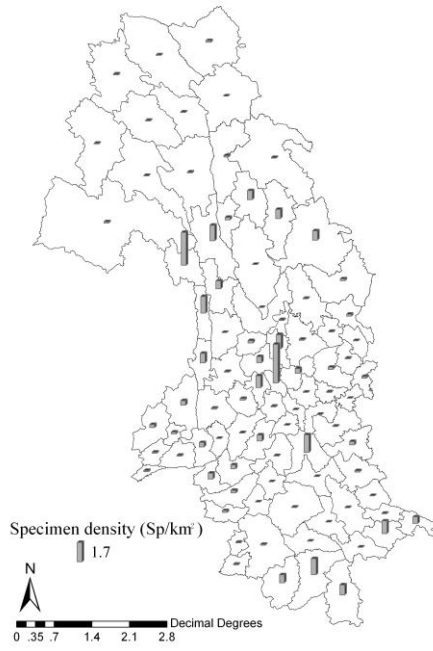 Specimen density (Sp/km²)
1.7
N
Decimal Degrees
0 .35 .7 1.4 2.1 2.8